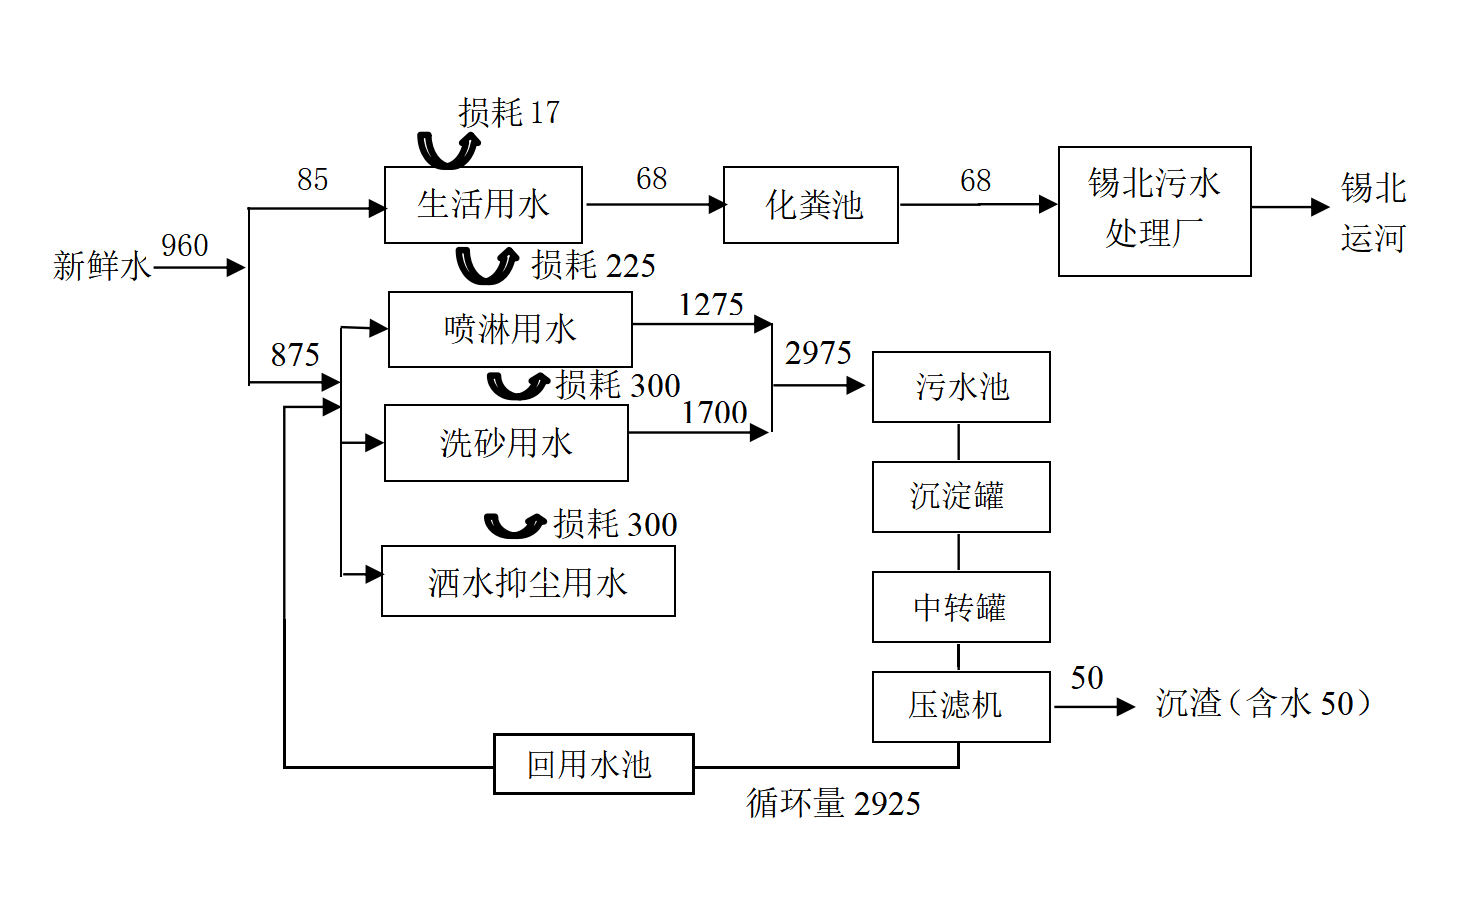 损耗 17
85
生活用水
68
化粪池
68
锡北污水
处理厂
锡北
运河
新鲜水
960
损耗 225
喷淋用水
1275
875
2975
损耗 300
污水池
洗砂用水
1700
沉淀罐
损耗 300
洒水抑尘用水
中转罐
压滤机
50
沉渣（含水 50）
回用水池
循环量 2925